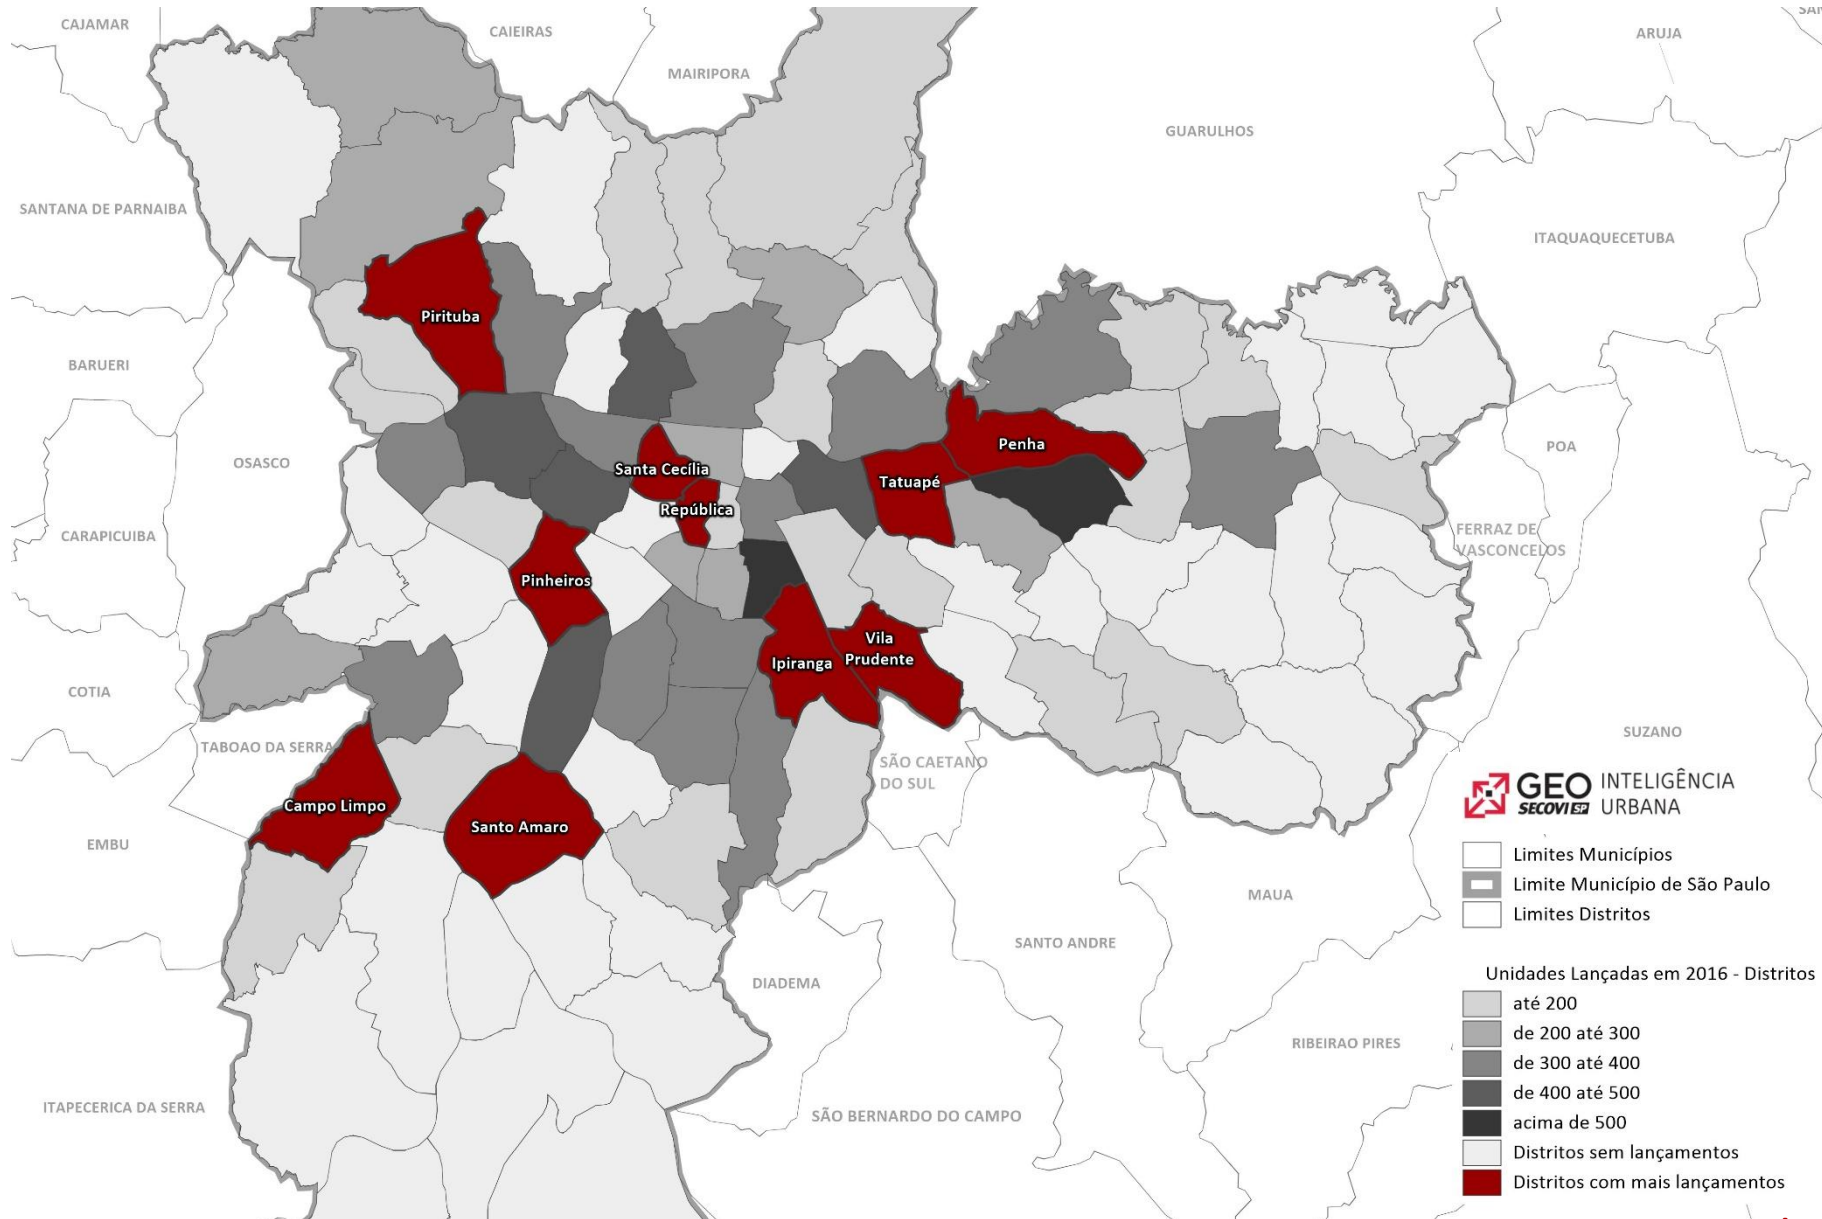 CAJAMAR
CAIEIRAS
MAIRIPORA
ARUJA
GUARULHOS
SANTANA DE PARNAIBA
ITAQUAQUECETUBA
Pirituba
BARUERI
OSASCO
Santa Cecília
Tatuapé
Penha
POA
República
CARAPICUIBA
FERRAZ DE
VASCONCELOS
Pinheiros
Ipiranga
Vila
Prudente
COTIA
TABOAO DA SERRA
SÃO CAETANO
DO SUL
SUZANO
Campo Limpo
Santo Amaro
EMBU
MAUA
SANTO ANDRE
DIADEMA
RIBEIRAO PIRES
ITAPECERICA DA SERRA
SÃO BERNARDO DO CAMPO
GEO INTELIGÊNCIA
SECOVI SP URBANA
Limites Municípios
Limite Município de São Paulo
Limites Distritos
Unidades Lançadas em 2016 - Distritos
até 200
de 200 até 300
de 300 até 400
de 400 até 500
acima de 500
Distritos sem lançamentos
Distritos com mais lançamentos